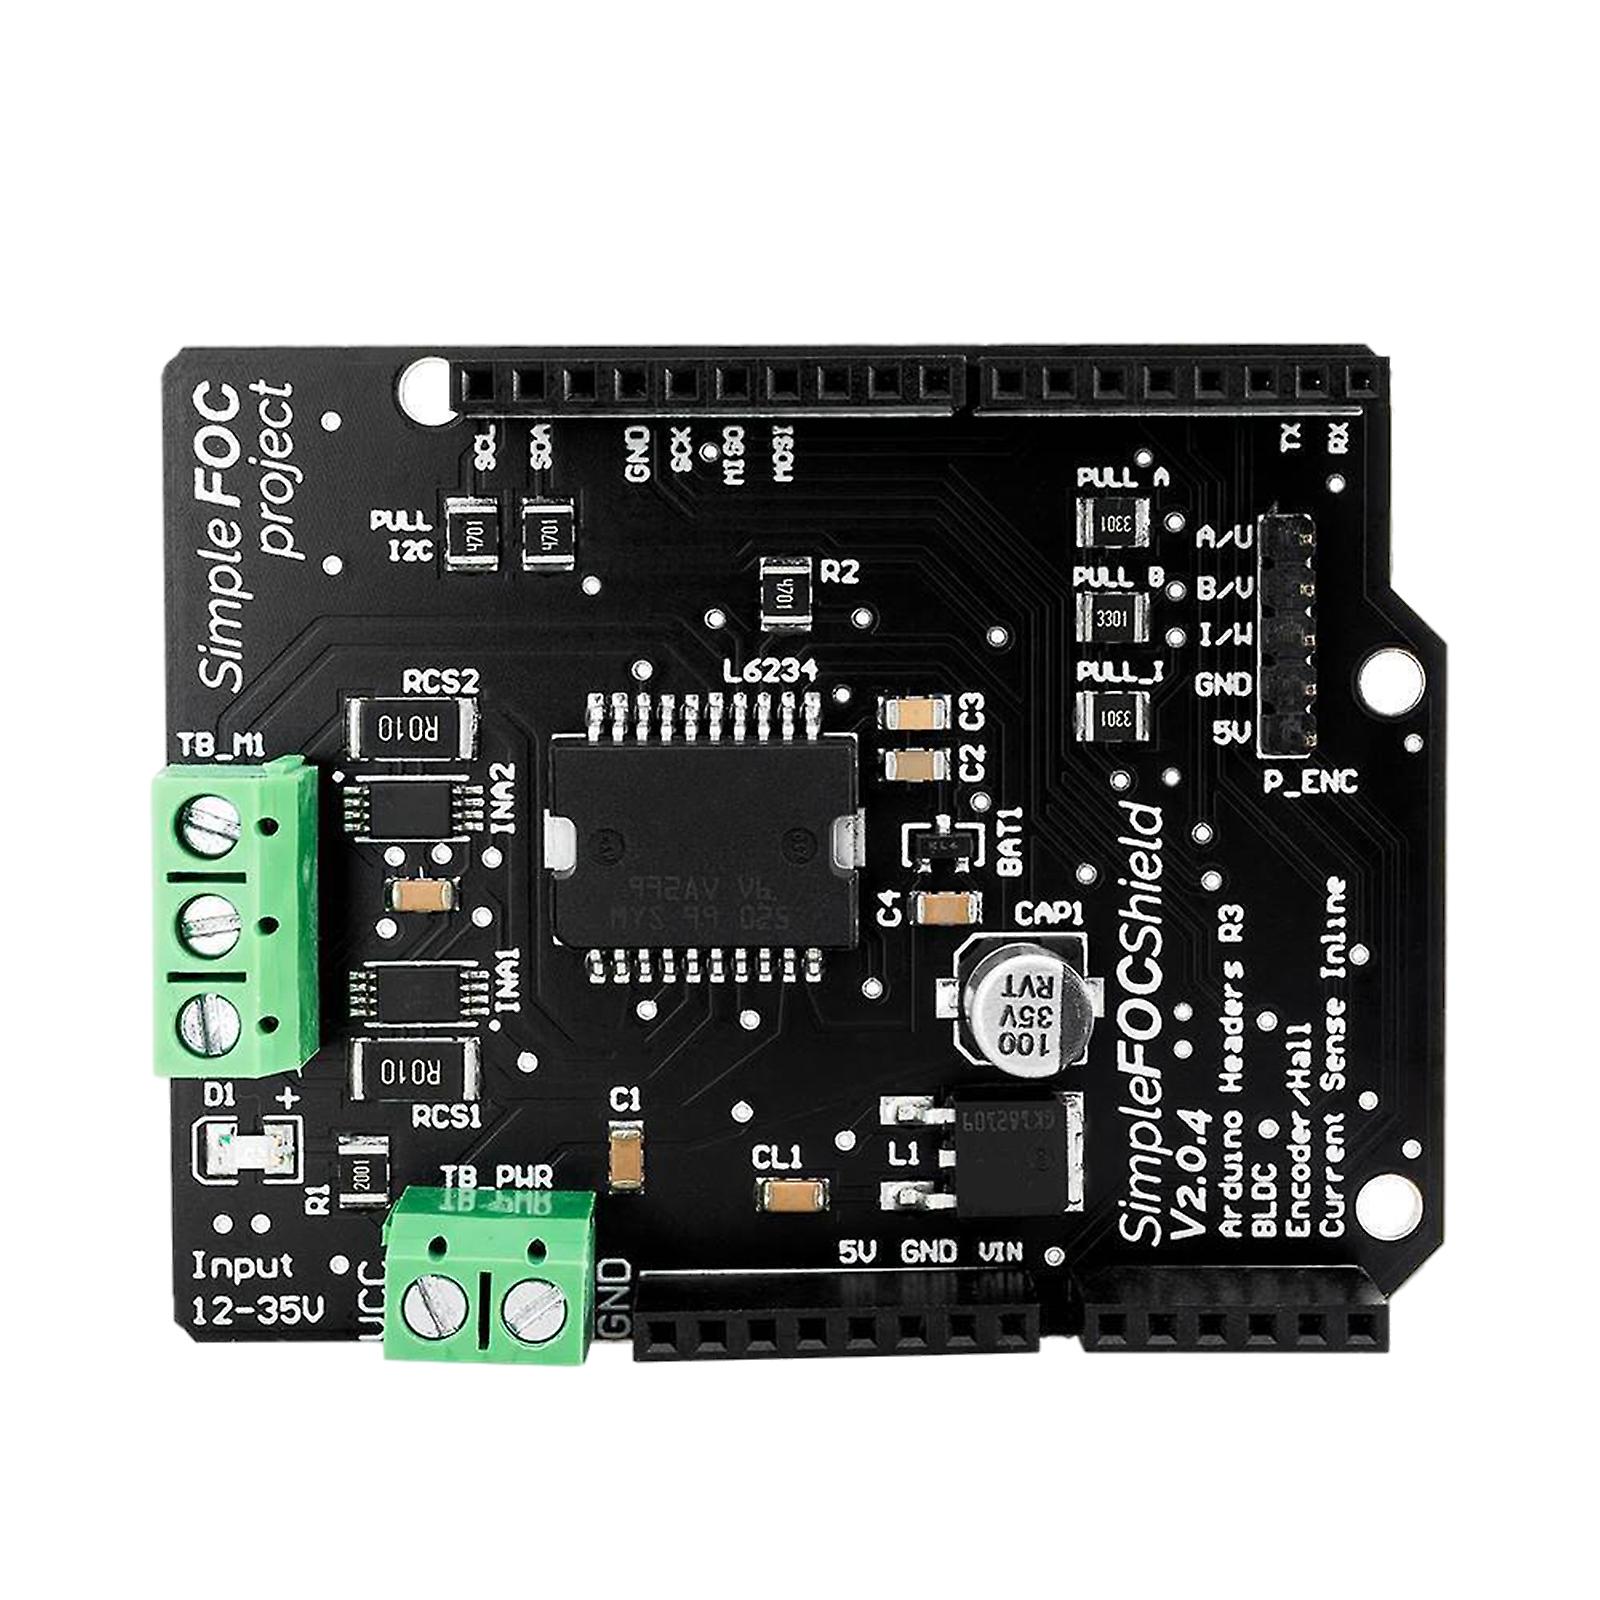 Input
12-35V
D1
+
TB_M1
Simple FOC
project
R1
2001
VCC
R010
RCS1
INA1
INA2
R010
RCS2
PULL
I2C
4701
SCL
4701
SDA
TB_PWR
GND
C1
GND
SCK
MISO
MOSI
L6234
4701
R2
CL1
5V GND VIN
L1
C4
C2
C3
BAT1
100
35V
RVT
CAP1
3301
PULL_I
3301
PULL_B
3301
PULL_A
SimpleFOCShield
V2.0.4
Arduino Headers R3
BLDC
Encoder/Hall
Current Sense Inline
5V
GND
I/W
B/V
A/U
P_ENC
TX
RX